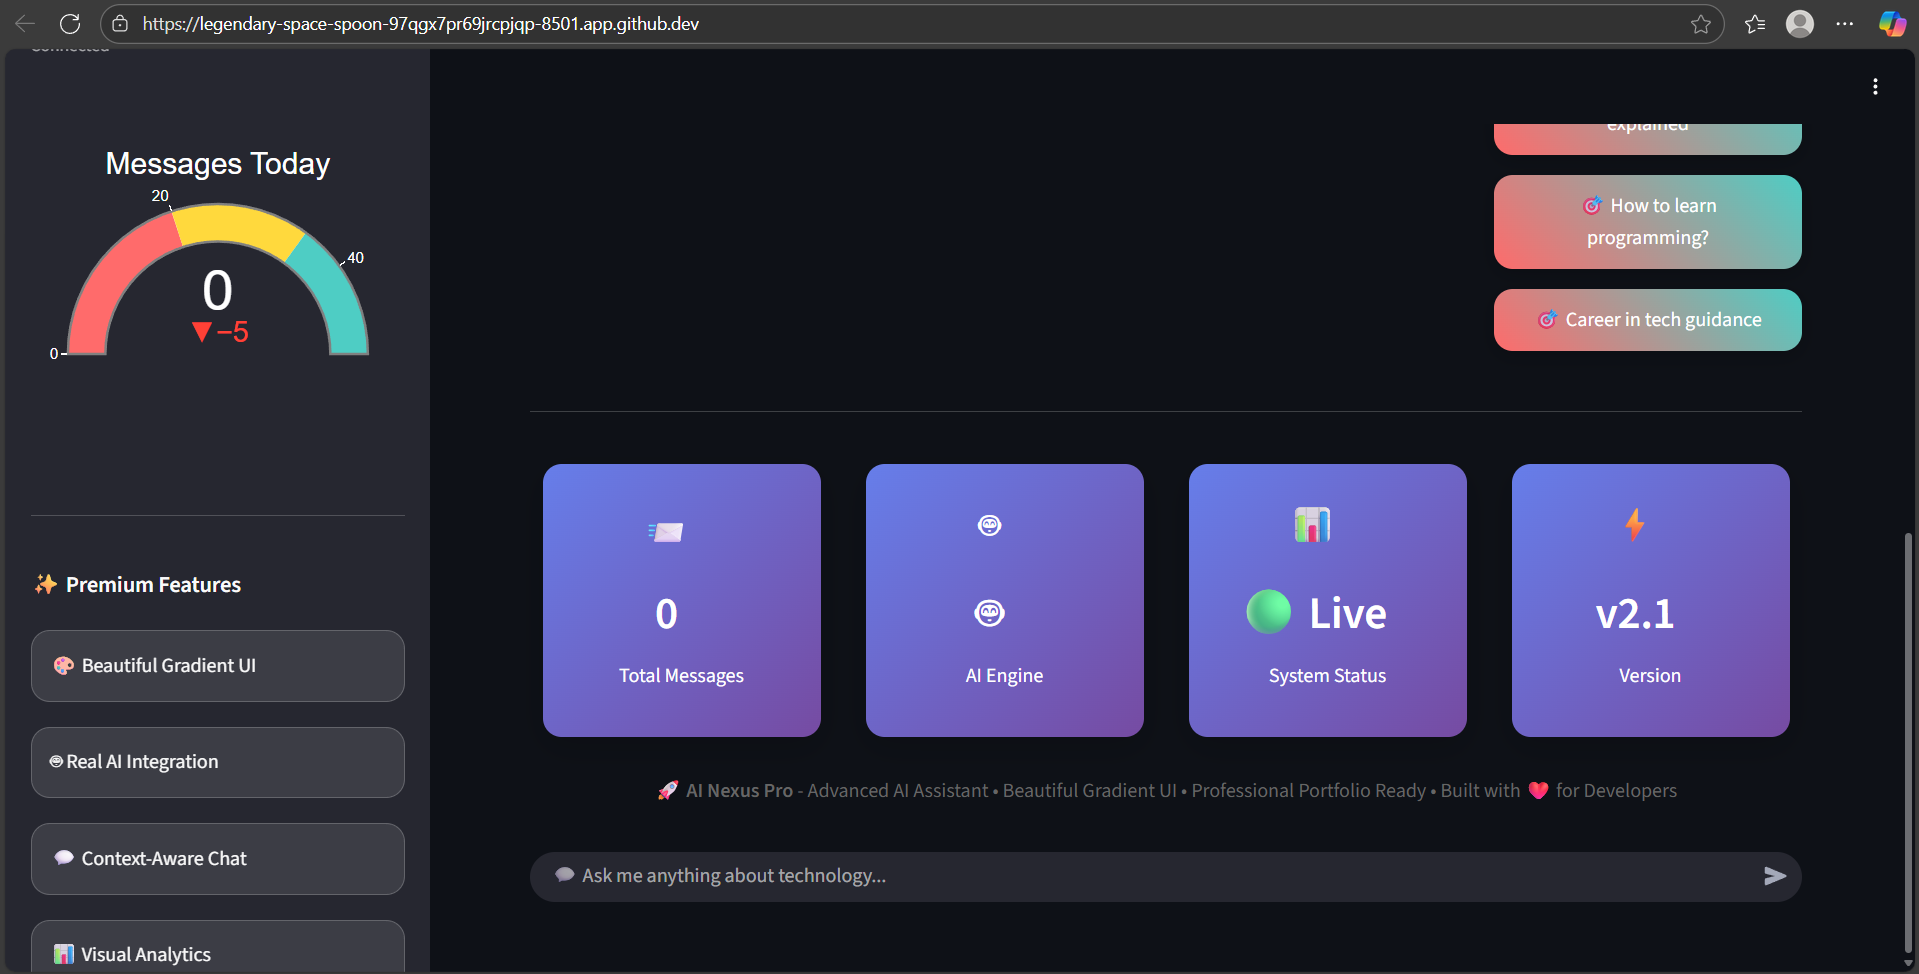 https://legendary-space-spoon-97qgx7pr69jrcpjqp-8501.app.github.dev
Connected
Messages Today
20
40
0
0
▼−5
✨ Premium Features
🎨 Beautiful Gradient UI
Real AI Integration
💬 Context-Aware Chat
📊 Visual Analytics
explained
🎯 How to learn
programming?
🎯 Career in tech guidance
0
Total Messages
AI Engine
🟢 Live
System Status
v2.1
Version
🚀 AI Nexus Pro - Advanced AI Assistant • Beautiful Gradient UI • Professional Portfolio Ready • Built with ❤️ for Developers
💬 Ask me anything about technology...